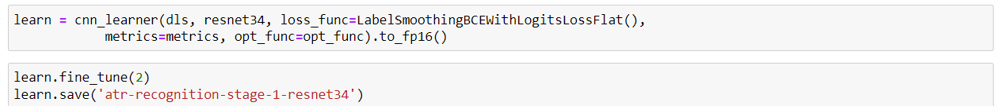 learn = cnn_learner(dls, resnet34, loss_func=LabelSmoothingBCEWithLogitsLossFlat(),
metrics=metrics, opt_func=opt_func).to_fp16()
learn.fine_tune(2)
learn.save('atr-recognition-stage-1-resnet34')